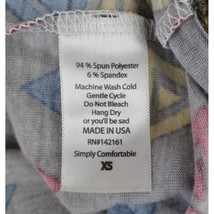 94 % Spun Polyester
6 % Spandex
Machine Wash Cold
Gentle Cycle
Do Not Bleach
Hang Dry
or you'll be sad
MADE IN USA
RN#142161
Simply Comfortable
XS